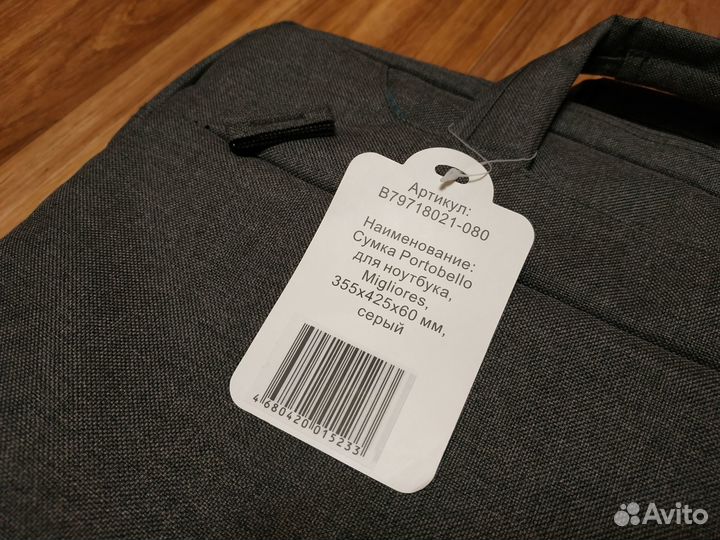 Артикул:
B79718021-080
Наименование:
Сумка Portobello
для ноутбука,
Migliores,
355x425x60 мм,
серый
4680420015233
Avito